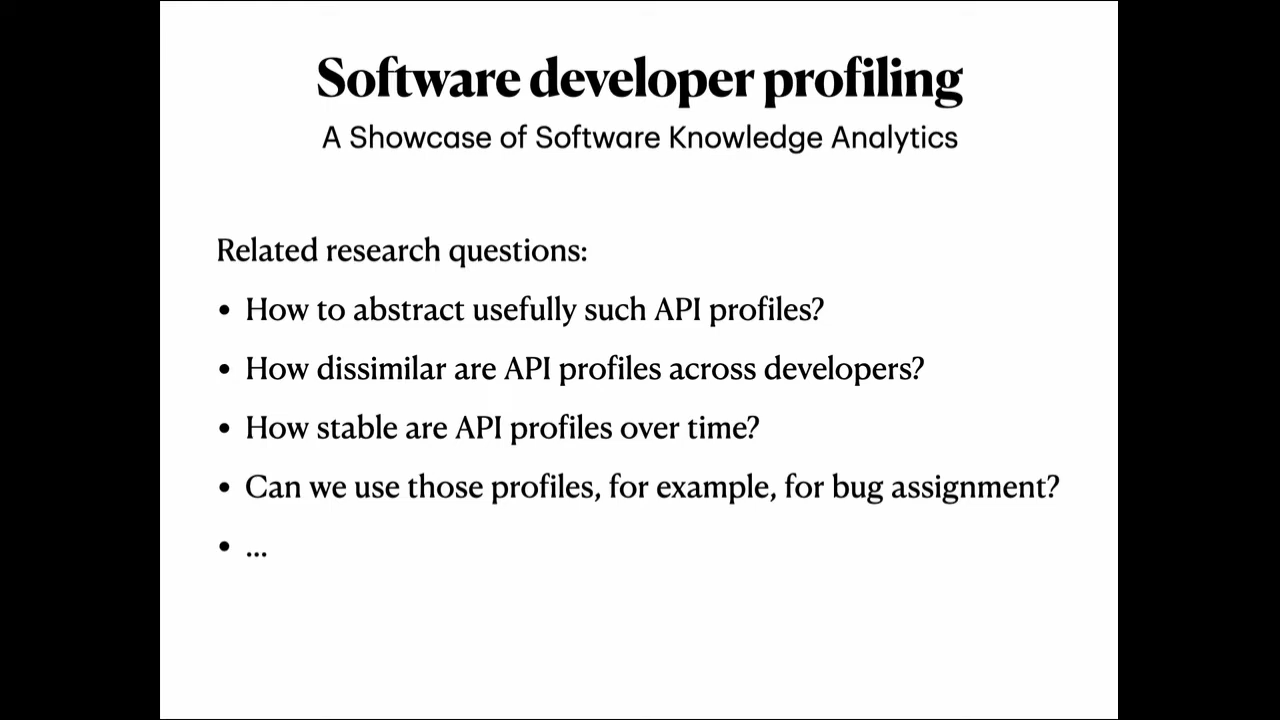 Software developer profiling
A Showcase of Software Knowledge Analytics
Related research questions:
• How to abstract usefully such API profiles?
• How dissimilar are API profiles across developers?
• How stable are API profiles over time?
• Can we use those profiles, for example, for bug assignment?
• ...